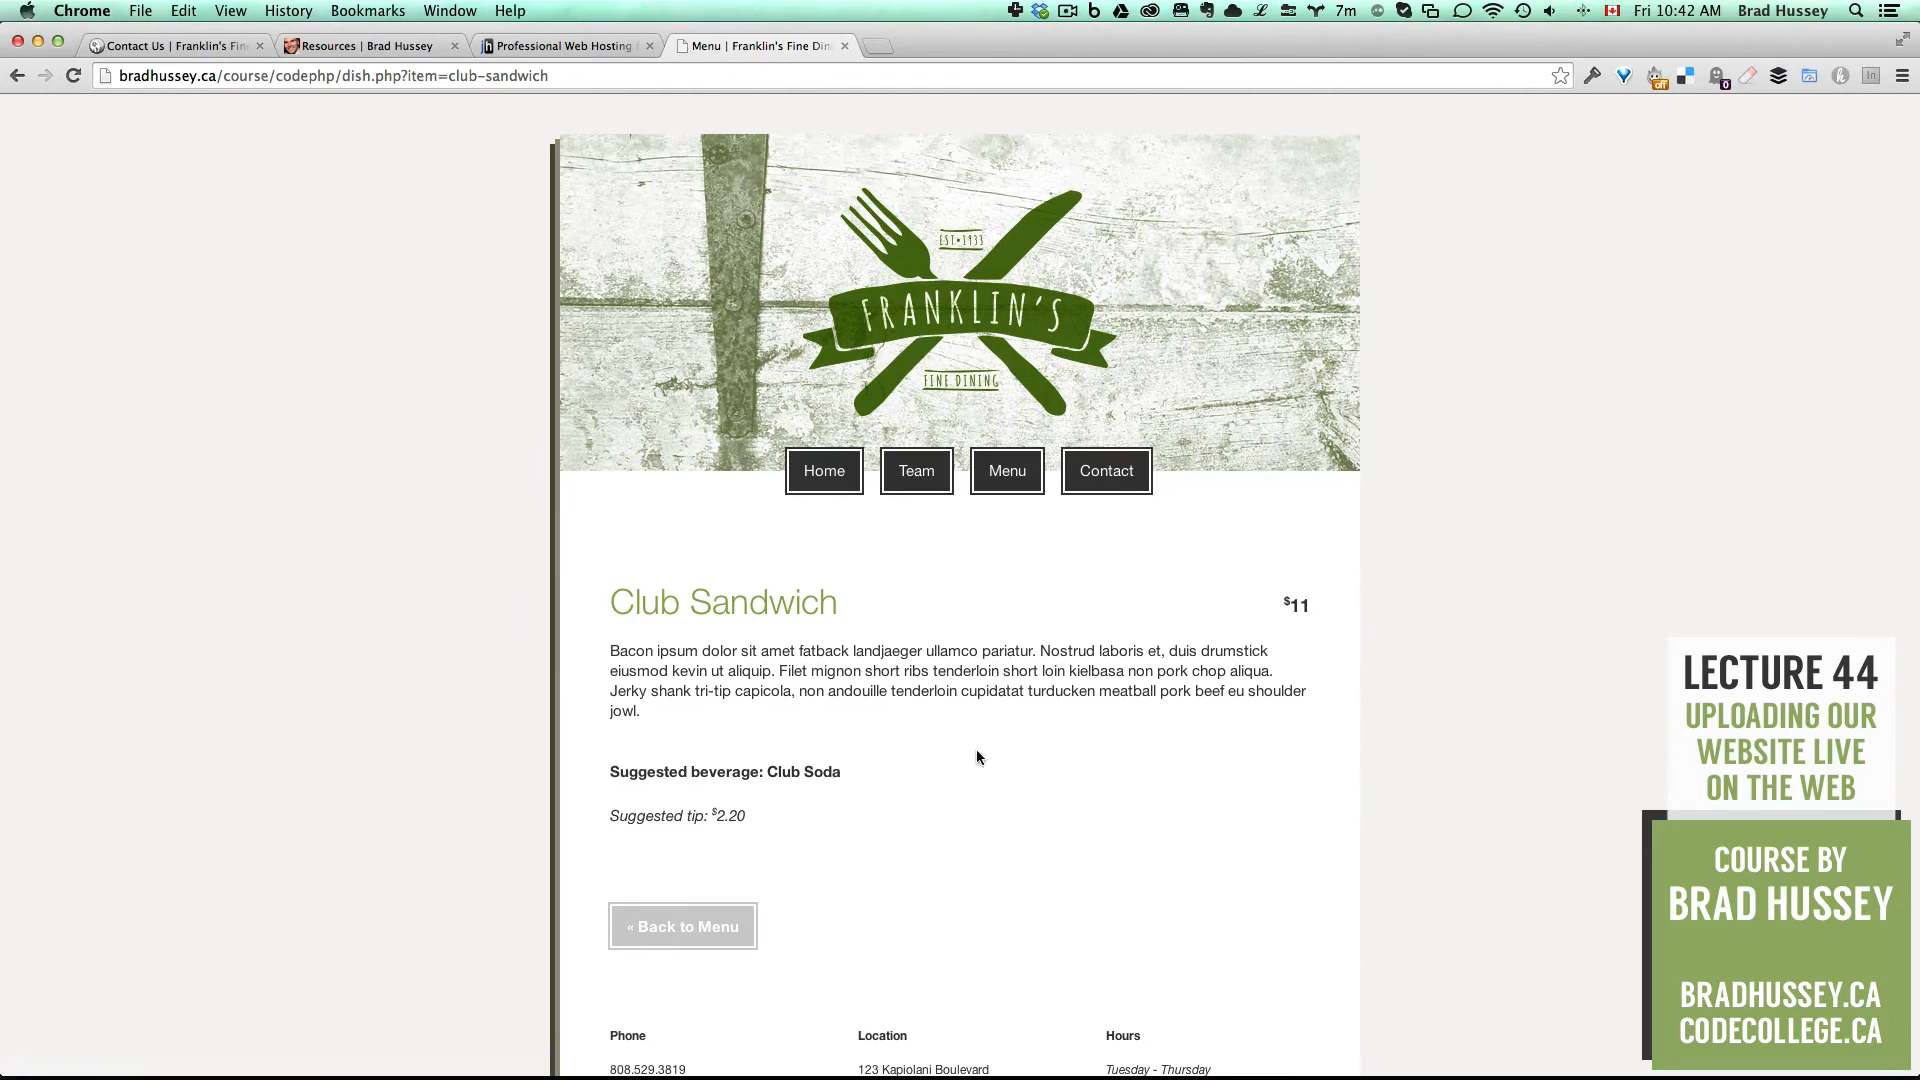 Chrome File Edit View History Bookmarks Window Help
7m Fri 10:42 AM Brad Hussey
Contact Us | Franklin's Fin
Resources | Brad Hussey
Professional Web Hosting
Menu | Franklin's Fine Din
bradhussey.ca/course/codephp/dish.php?item=club-sandwich
EST•1933
FRANKLIN'S
FINE DINING
Home Team Menu Contact
Club Sandwich
$11
Bacon ipsum dolor sit amet fatback landjaeger ullamco pariatur. Nostrud laboris et, duis drumstick
eiusmod kevin ut aliquip. Filet mignon short ribs tenderloin short loin kielbasa non pork chop aliqua.
Jerky shank tri-tip capicola, non andouille tenderloin cupidatat turducken meatball pork beef eu shoulder
jowl.
Suggested beverage: Club Soda
Suggested tip: $2.20
« Back to Menu
Phone
808.529.3819
Location
123 Kapiolani Boulevard
Hours
Tuesday - Thursday
LECTURE 44
UPLOADING OUR
WEBSITE LIVE
ON THE WEB
COURSE BY
BRAD HUSSEY
BRADHUSSEY.CA
CODECOLLEGE.CA